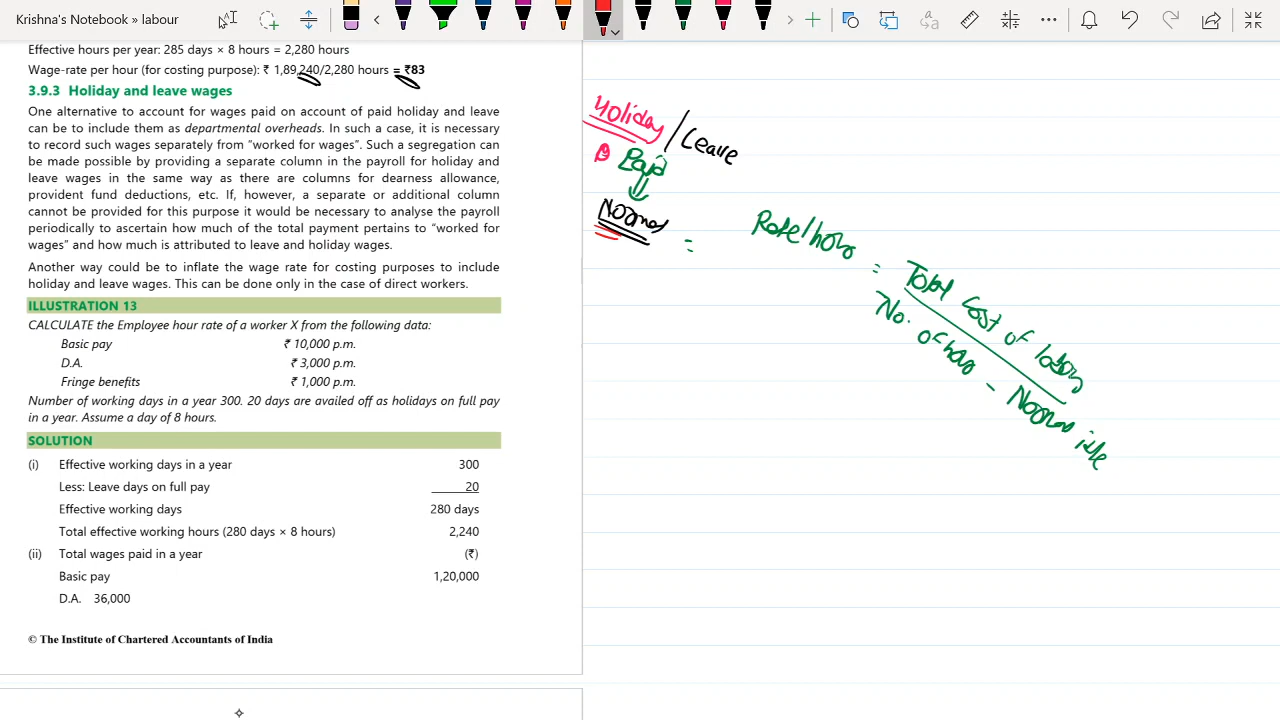 Krishna's Notebook » labour
Effective hours per year: 285 days × 8 hours = 2,280 hours
Wage-rate per hour (for costing purpose): ₹ 1,89,240/2,280 hours = ₹83
3.9.3 Holiday and leave wages
One alternative to account for wages paid on account of paid holiday and leave
can be to include them as departmental overheads. In such a case, it is necessary
to record such wages separately from "worked for wages". Such a segregation can
be made possible by providing a separate column in the payroll for holiday and
leave wages in the same way as there are columns for dearness allowance,
provident fund deductions, etc. If, however, a separate or additional column
cannot be provided for this purpose it would be necessary to analyse the payroll
periodically to ascertain how much of the total payment pertains to "worked for
wages" and how much is attributed to leave and holiday wages.
Another way could be to inflate the wage rate for costing purposes to include
holiday and leave wages. This can be done only in the case of direct workers.
ILLUSTRATION 13
CALCULATE the Employee hour rate of a worker X from the following data:
Basic pay ₹ 10,000 p.m.
D.A. ₹ 3,000 p.m.
Fringe benefits ₹ 1,000 p.m.
Number of working days in a year 300. 20 days are availed off as holidays on full pay
in a year. Assume a day of 8 hours.
SOLUTION
(i) Effective working days in a year 300
Less: Leave days on full pay 20
Effective working days 280 days
Total effective working hours (280 days × 8 hours) 2,240
(ii) Total wages paid in a year (₹)
Basic pay 1,20,000
D.A. 36,000
© The Institute of Chartered Accountants of India
Holiday / Leave
Paid
Normal
=
Rate/hour = Total Cost of labour
No. of hours - Normal idle